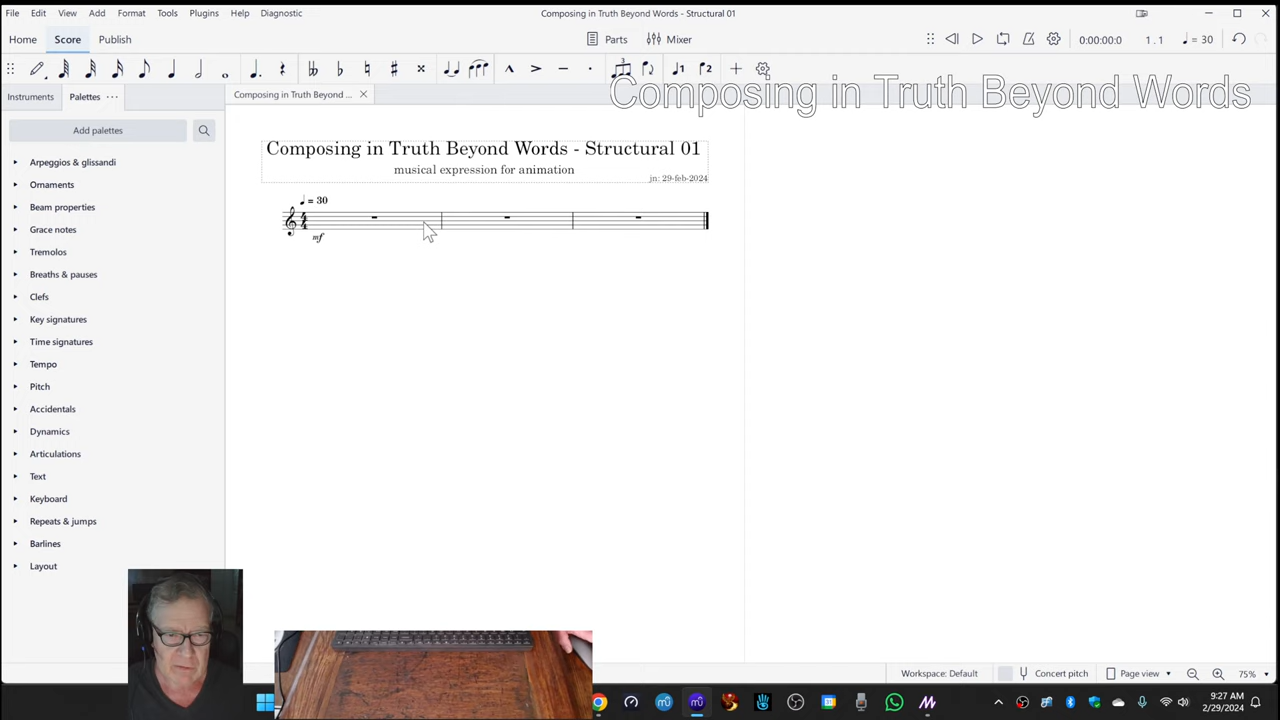 File Edit View Add Format Tools Plugins Help Diagnostic
Composing in Truth Beyond Words - Structural 01
Home Score Publish
Parts Mixer
0:00:00:0 1 . 1 = 30
1 2
Composing in Truth Beyond Words
Instruments Palettes ···
Composing in Truth Beyond ...
Add palettes
Arpeggios & glissandi
Ornaments
Beam properties
Grace notes
Tremolos
Breaths & pauses
Clefs
Key signatures
Time signatures
Tempo
Pitch
Accidentals
Dynamics
Articulations
Text
Keyboard
Repeats & jumps
Barlines
Layout
Composing in Truth Beyond Words - Structural 01
musical expression for animation
jn: 29-feb-2024
= 30
4
4
mf
Workspace: Default Concert pitch Page view 75%
9:27 AM
2/29/2024